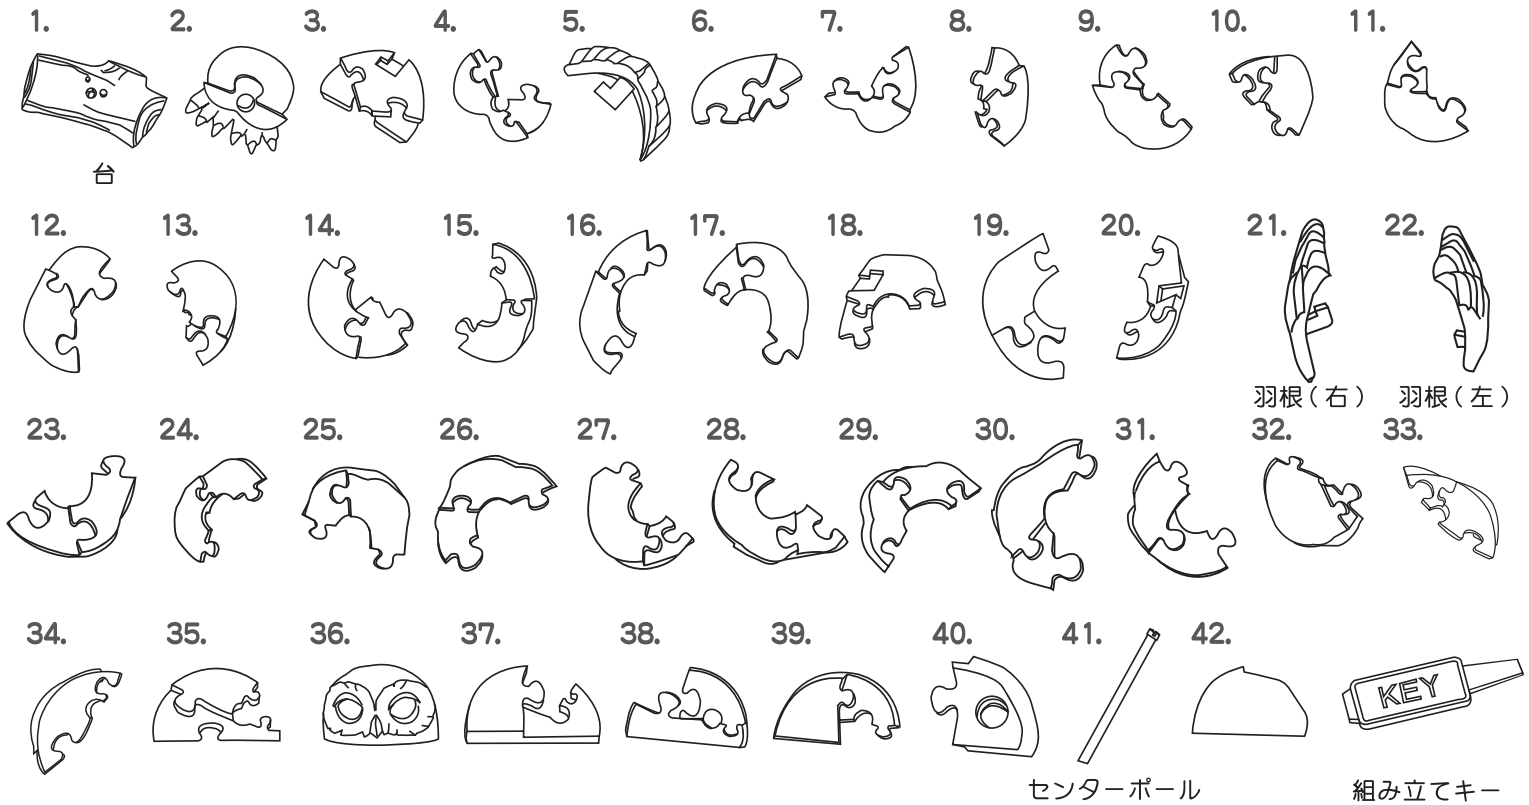 1. 2. 3. 4. 5. 6. 7. 8. 9. 10. 11.
台
12. 13. 14. 15. 16. 17. 18. 19. 20. 21. 22.
羽根(右) 羽根(左)
23. 24. 25. 26. 27. 28. 29. 30. 31. 32. 33.
34. 35. 36. 37. 38. 39. 40. 41. 42.
KEY
センターポール 組み立てキー